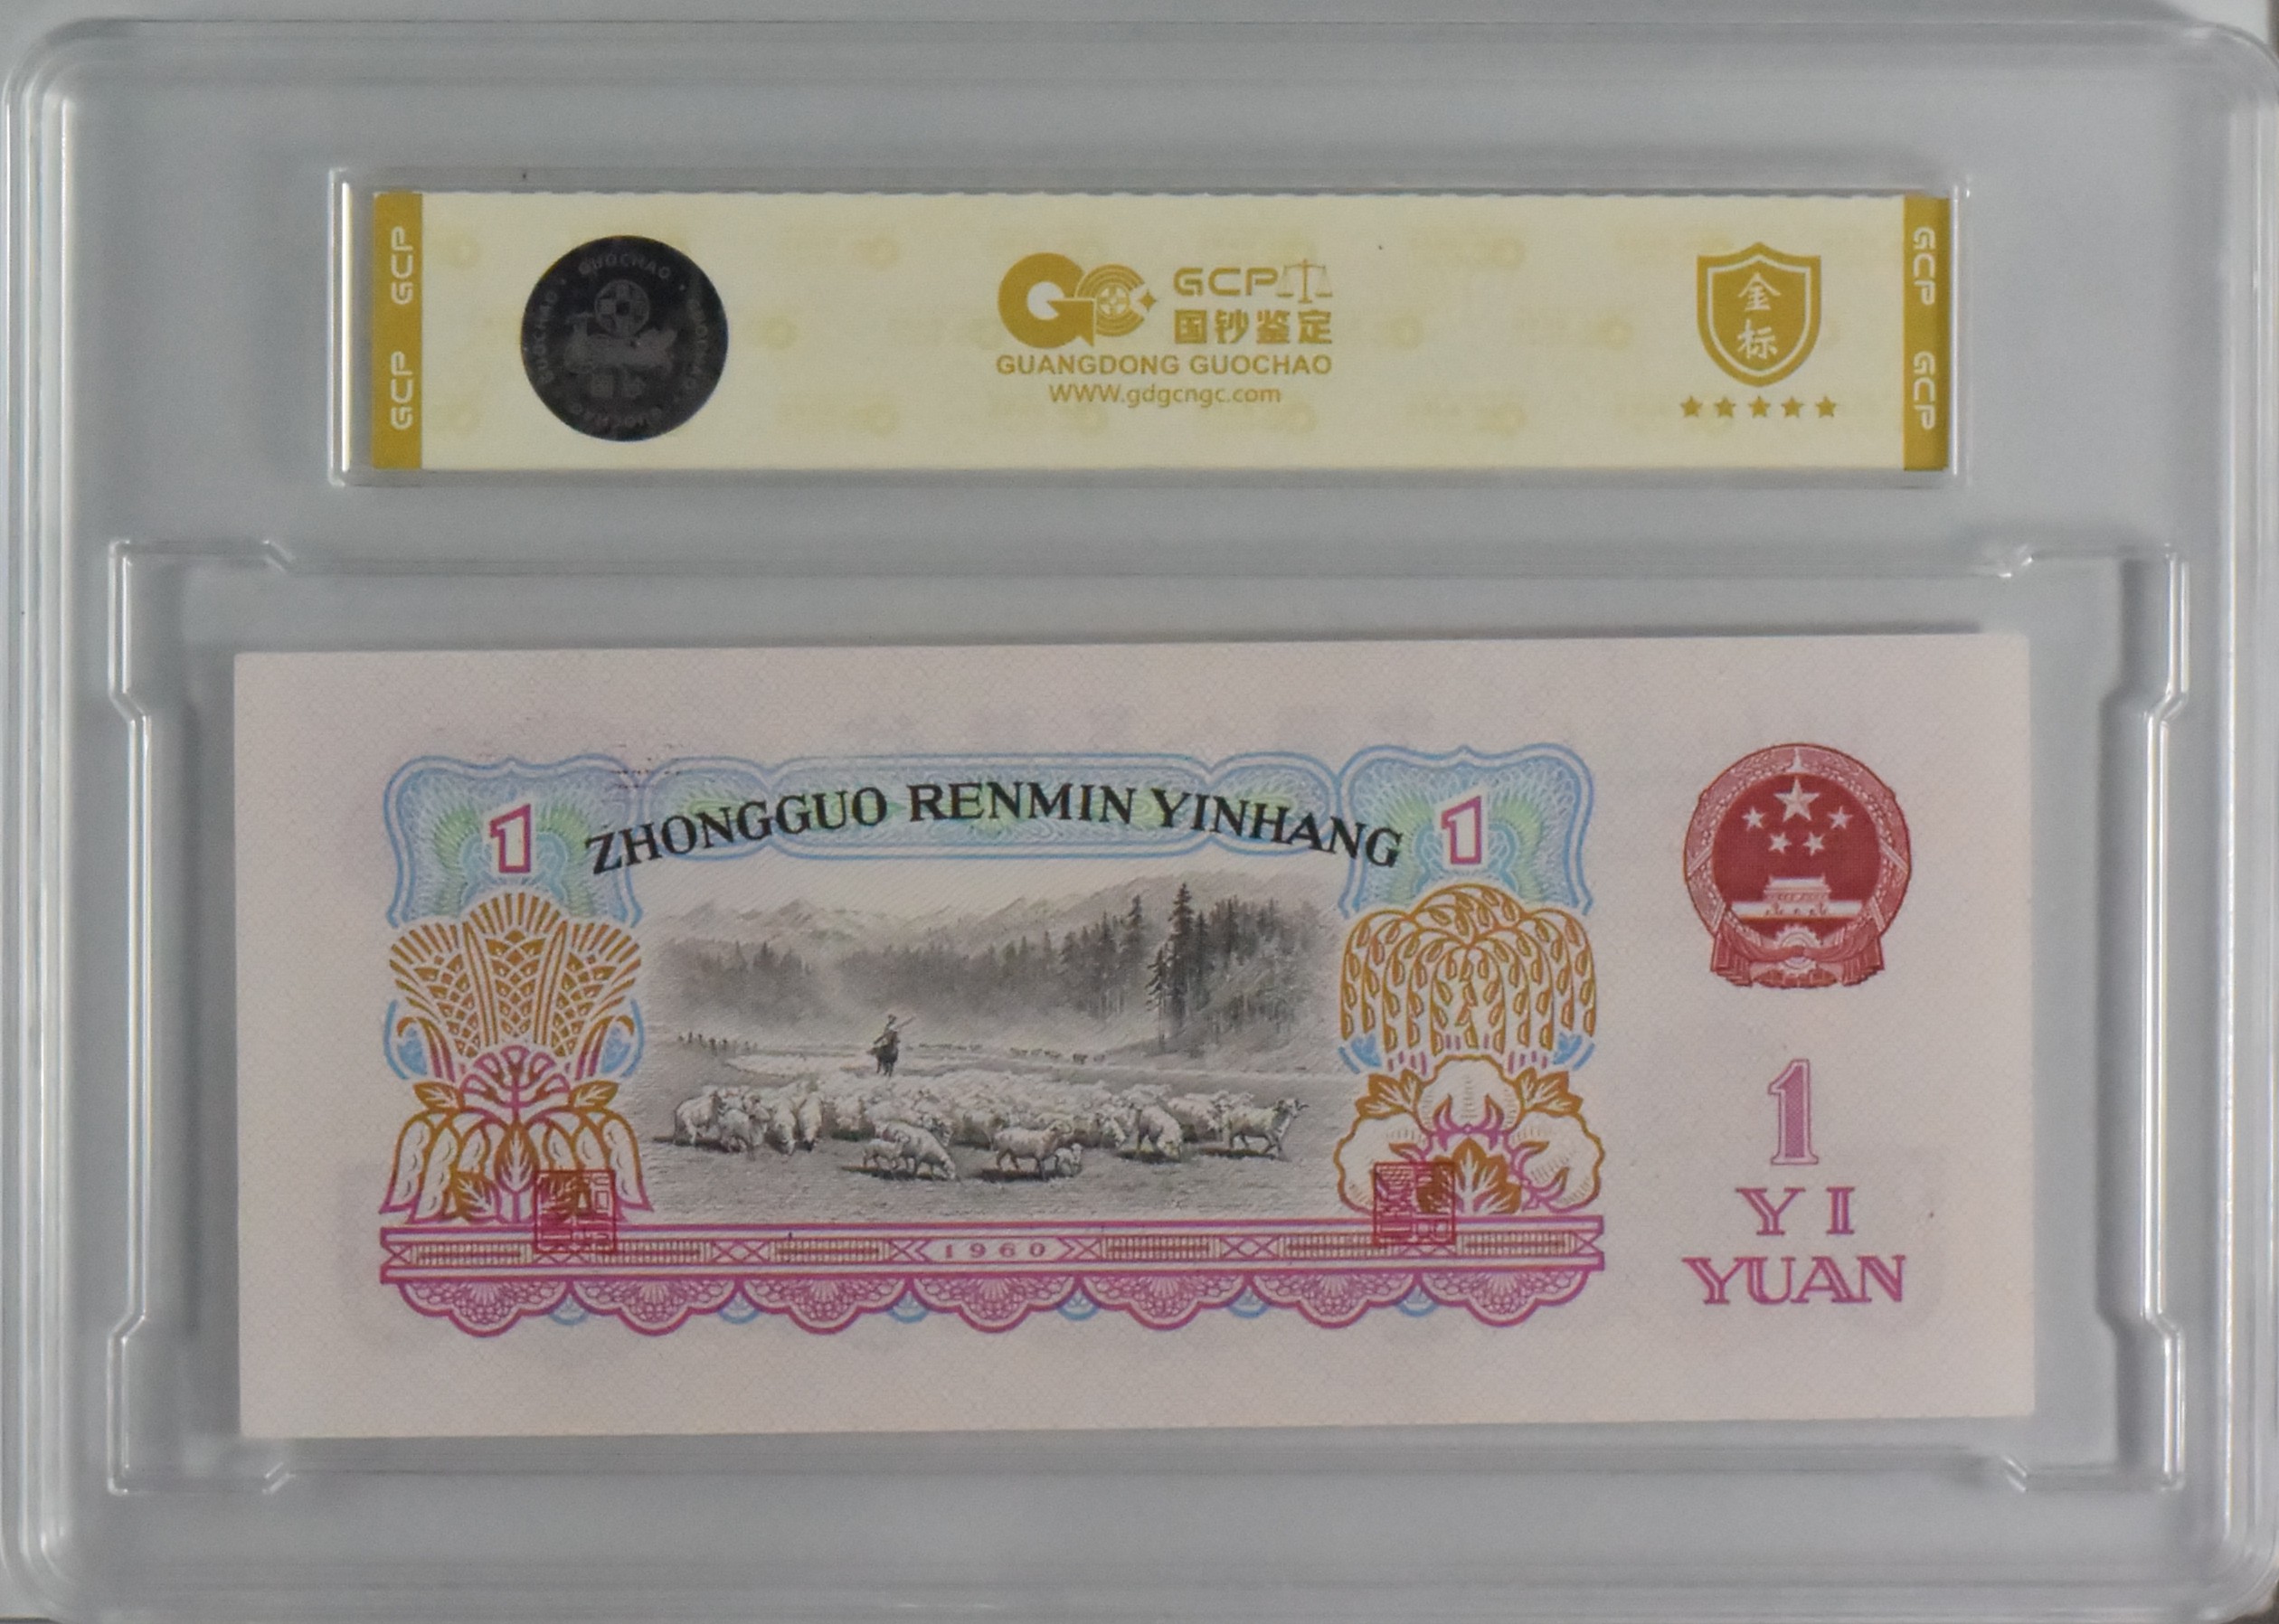 GCP GCP
GUOCHAO
GCP
国钞鉴定
GUANGDONG GUOCHAO
WWW.gdgcngc.com
金
标
GCP GCP
1 ZHONGGUO RENMIN YINHANG 1
1960
1
YI
YUAN